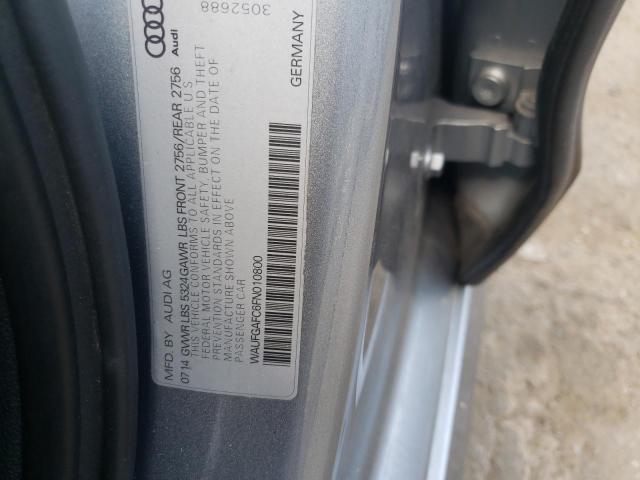 Audi
3052688
MFD.BY AUDI AG
07.14 GVWR LBS 5324 GAWR LBS FRONT 2756/REAR 2756
THIS VEHICLE CONFORMS TO ALL APPLICABLE U S
FEDERAL MOTOR VEHICLE SAFETY, BUMPER AND THEFT
PREVENTION STANDARDS IN EFFECT ON THE DATE OF
MANUFACTURE SHOWN ABOVE
PASSENGER CAR
WAUFGAFC6FN010800
GERMANY